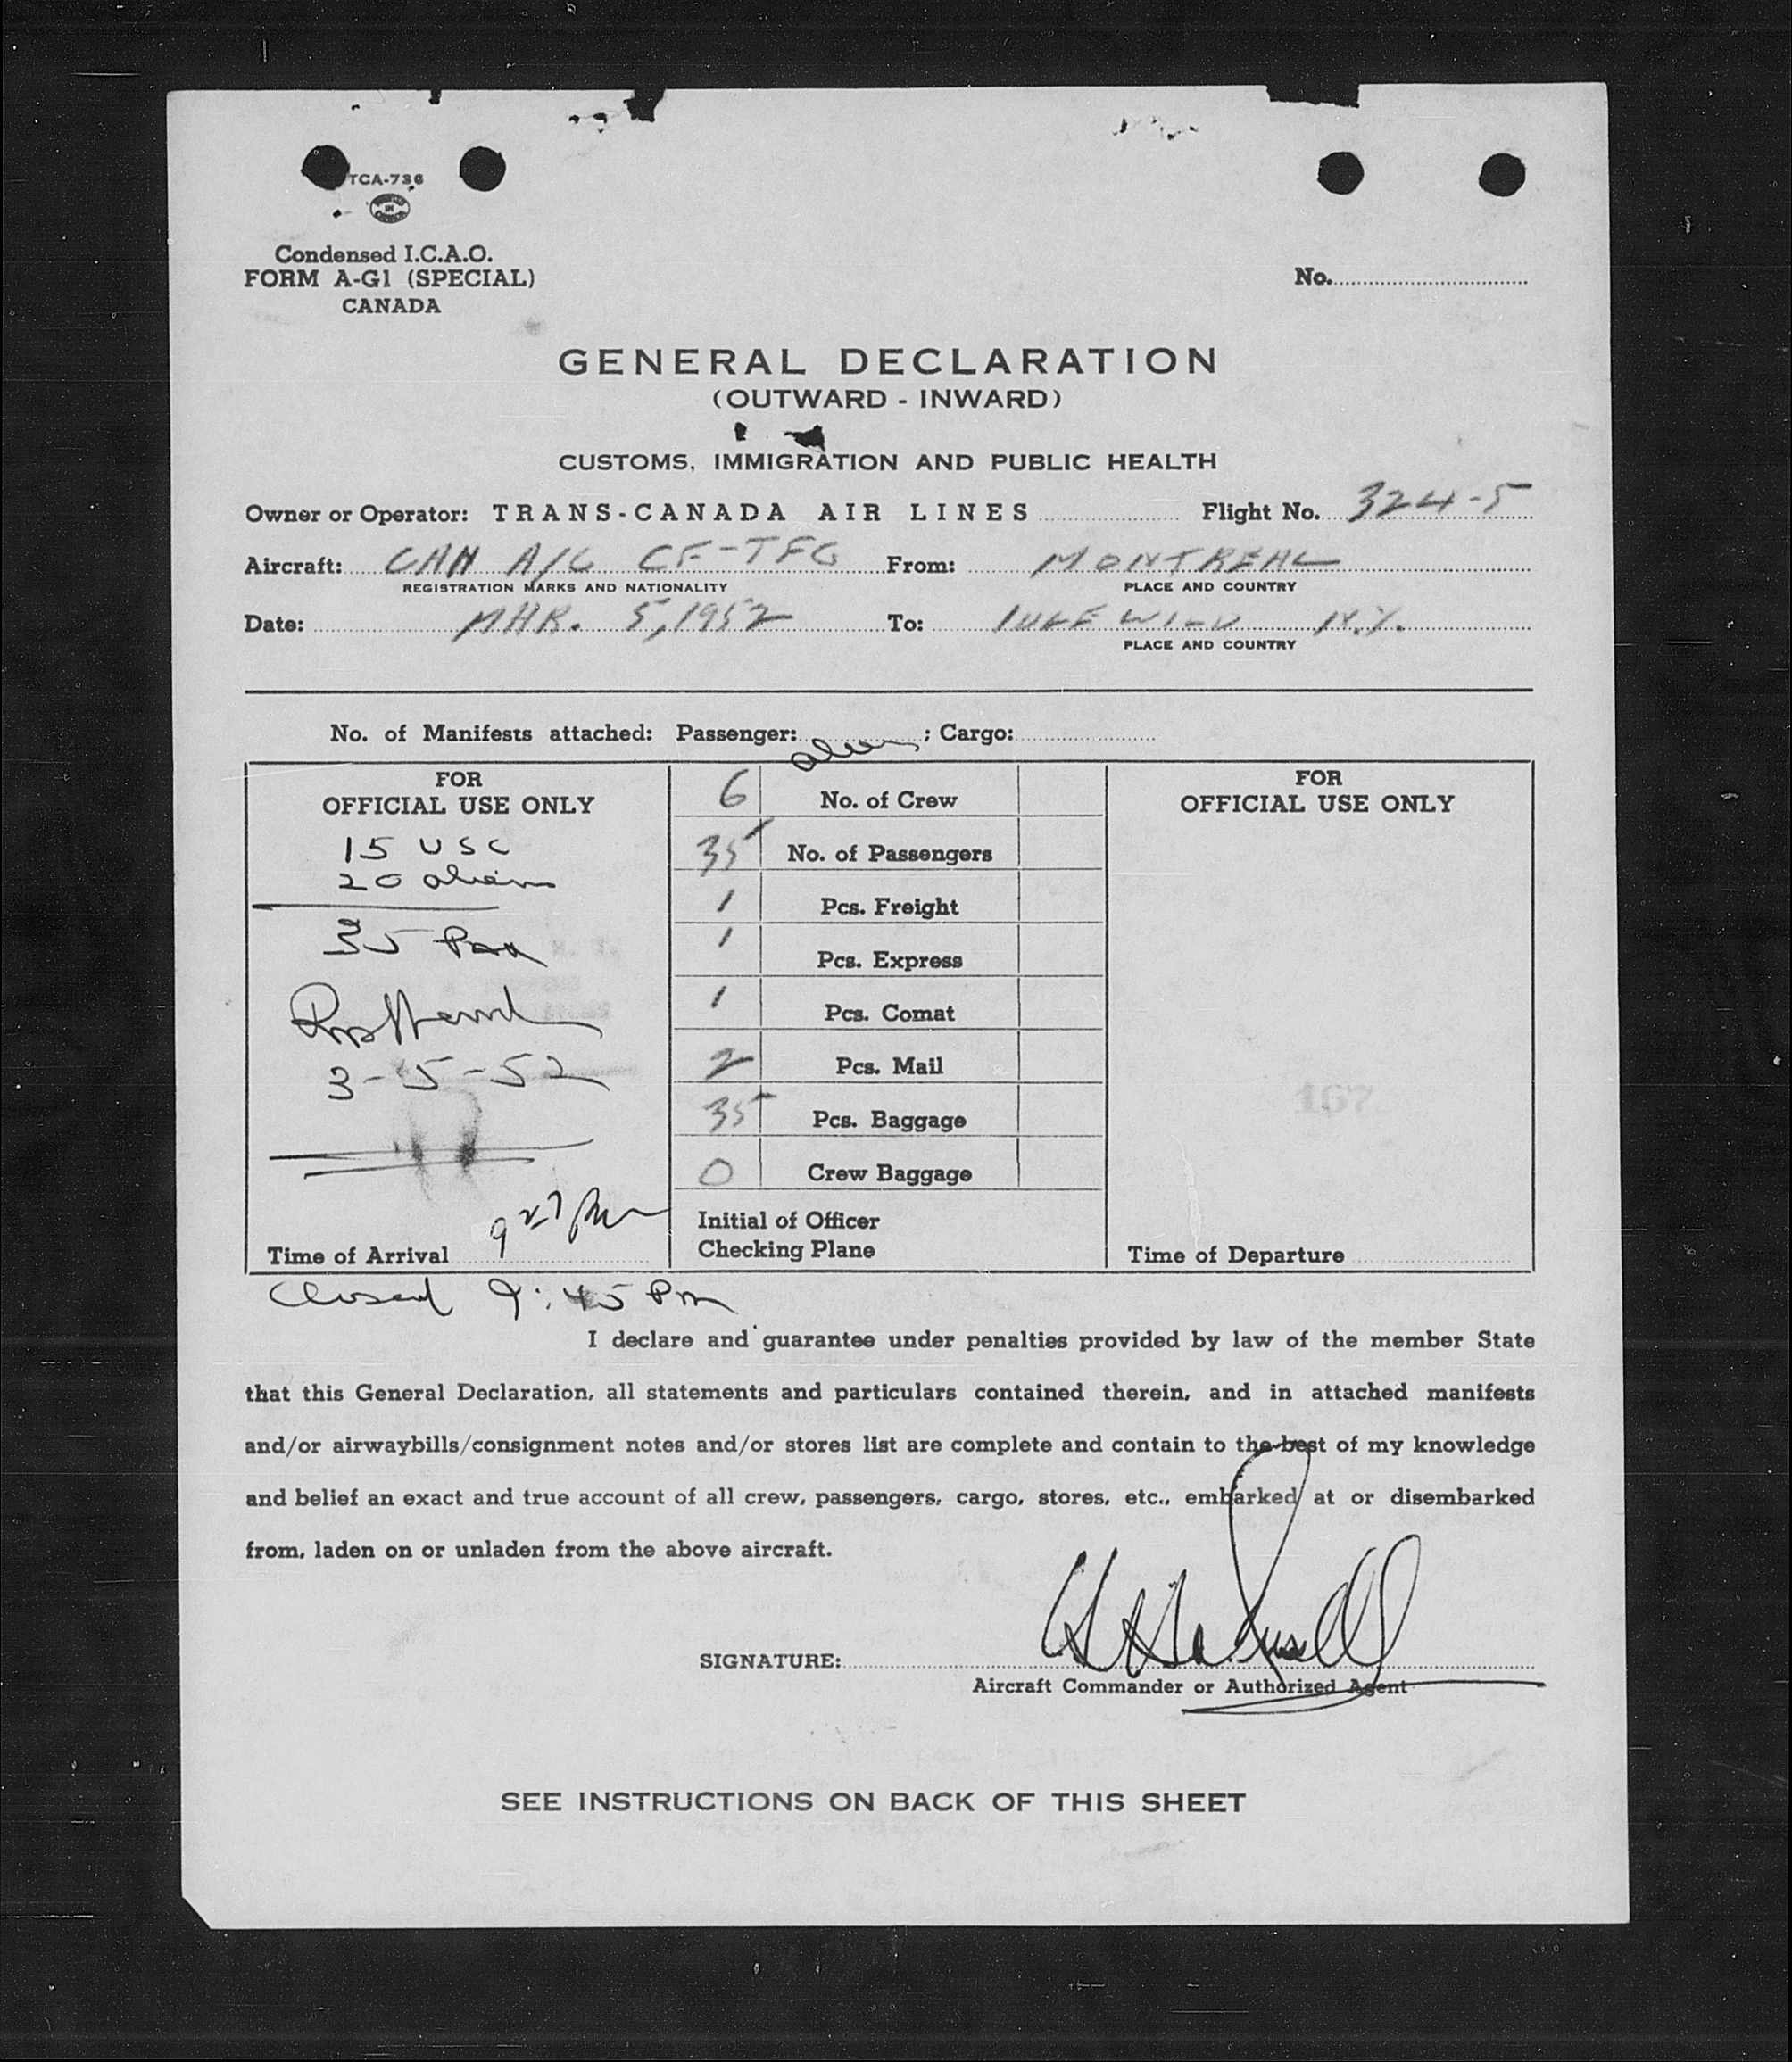 TCA-736
Condensed I.C.A.O.
FORM A-G1 (SPECIAL)
CANADA
No.
GENERAL DECLARATION
(OUTWARD - INWARD)
CUSTOMS, IMMIGRATION AND PUBLIC HEALTH
Owner or Operator: TRANS-CANADA AIR LINES Flight No. 324-5
Aircraft: CAN A/C CF-TFG From: MONTREAL
REGISTRATION MARKS AND NATIONALITY PLACE AND COUNTRY
Date: MAR. 5, 1952 To: IDLEWILD N.Y.
PLACE AND COUNTRY
No. of Manifests attached: Passenger: ; Cargo:
FOR
OFFICIAL USE ONLY
15 USC
20 aliens
35 Pax
3-5-52
Time of Arrival 9 27 pm
6 No. of Crew
35 No. of Passengers
1 Pcs. Freight
1 Pcs. Express
1 Pcs. Comat
2 Pcs. Mail
35 Pcs. Baggage
0 Crew Baggage
Initial of Officer
Checking Plane
FOR
OFFICIAL USE ONLY
167
Time of Departure
Closed 9:45 Pm
I declare and guarantee under penalties provided by law of the member State
that this General Declaration, all statements and particulars contained therein, and in attached manifests
and/or airwaybills/consignment notes and/or stores list are complete and contain to the best of my knowledge
and belief an exact and true account of all crew, passengers, cargo, stores, etc., embarked at or disembarked
from, laden on or unladen from the above aircraft.
SIGNATURE:
Aircraft Commander or Authorized Agent
SEE INSTRUCTIONS ON BACK OF THIS SHEET